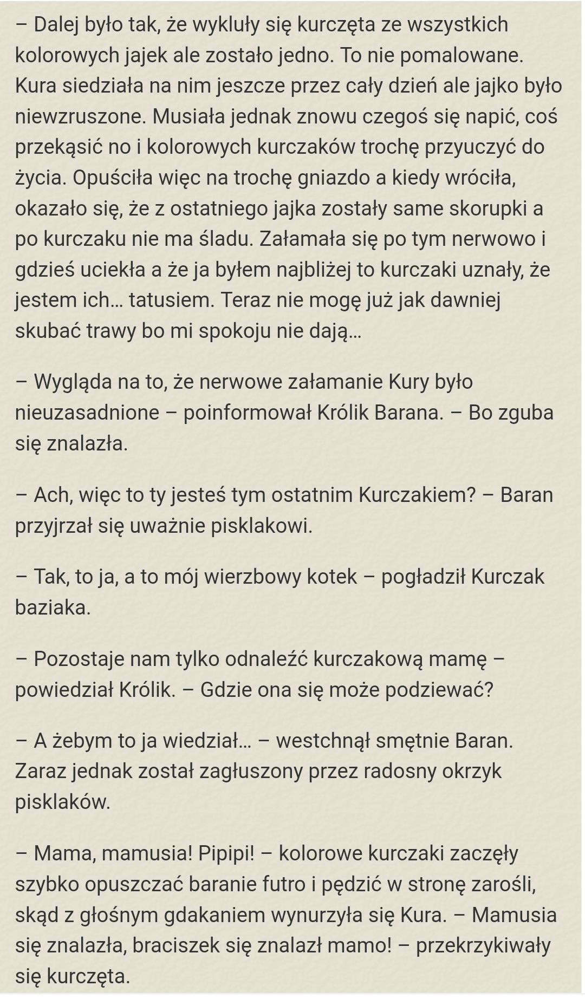 – Dalej było tak, że wykluły się kurczęta ze wszystkich
kolorowych jajek ale zostało jedno. To nie pomalowane.
Kura siedziała na nim jeszcze przez cały dzień ale jajko było
niewzruszone. Musiała jednak znowu czegoś się napić, coś
przekąsić no i kolorowych kurczaków trochę przyuczyć do
życia. Opuściła więc na trochę gniazdo a kiedy wróciła,
okazało się, że z ostatniego jajka zostały same skorupki a
po kurczaku nie ma śladu. Załamała się po tym nerwowo i
gdzieś uciekła a że ja byłem najbliżej to kurczaki uznały, że
jestem ich… tatusiem. Teraz nie mogę już jak dawniej
skubać trawy bo mi spokoju nie dają…
– Wygląda na to, że nerwowe załamanie Kury było
nieuzasadnione – poinformował Królik Barana. – Bo zguba
się znalazła.
– Ach, więc to ty jesteś tym ostatnim Kurczakiem? – Baran
przyjrzał się uważnie pisklakowi.
– Tak, to ja, a to mój wierzbowy kotek – pogładził Kurczak
baziaka.
– Pozostaje nam tylko odnaleźć kurczakową mamę –
powiedział Królik. – Gdzie ona się może podziewać?
– A żebym to ja wiedział… – westchnął smętnie Baran.
Zaraz jednak został zagłuszony przez radosny okrzyk
pisklaków.
– Mama, mamusia! Pipipi! – kolorowe kurczaki zaczęły
szybko opuszczać baranie futro i pędzić w stronę zarośli,
skąd z głośnym gdakaniem wynurzyła się Kura. – Mamusia
się znalazła, braciszek się znalazł mamo! – przekrzykiwały
się kurczęta.